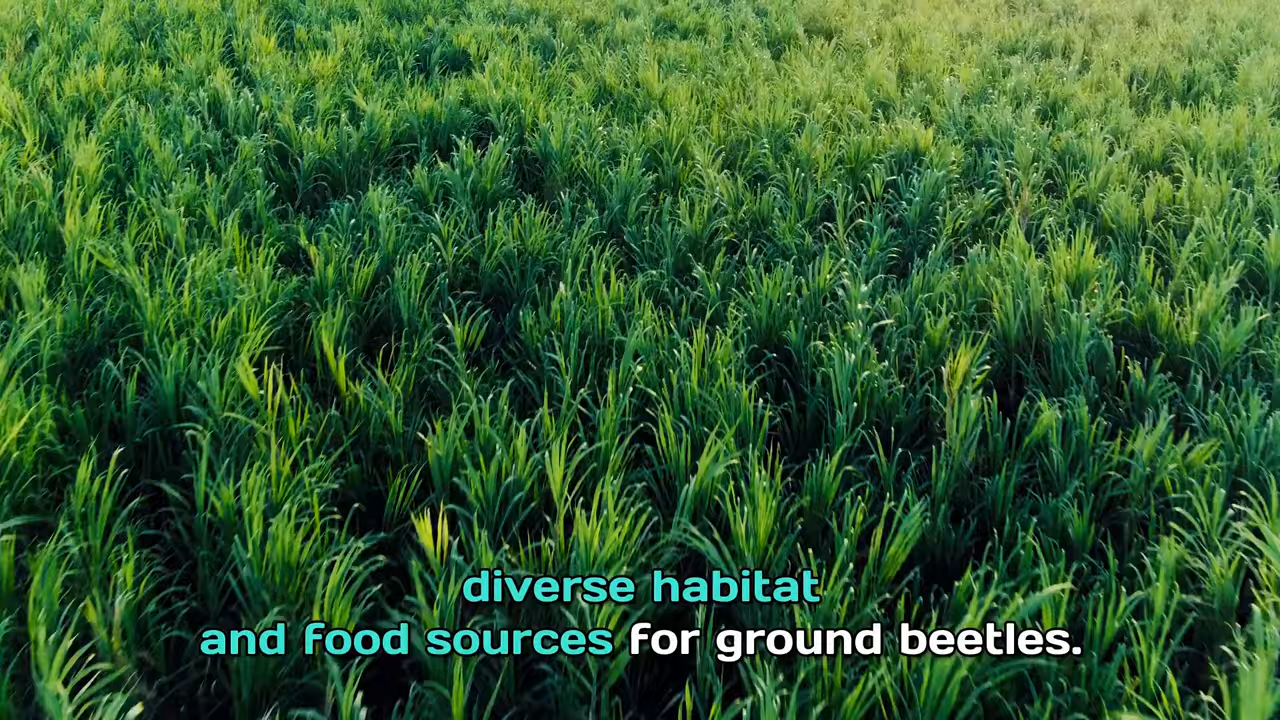 diverse habitat
and food sources for ground beetles.